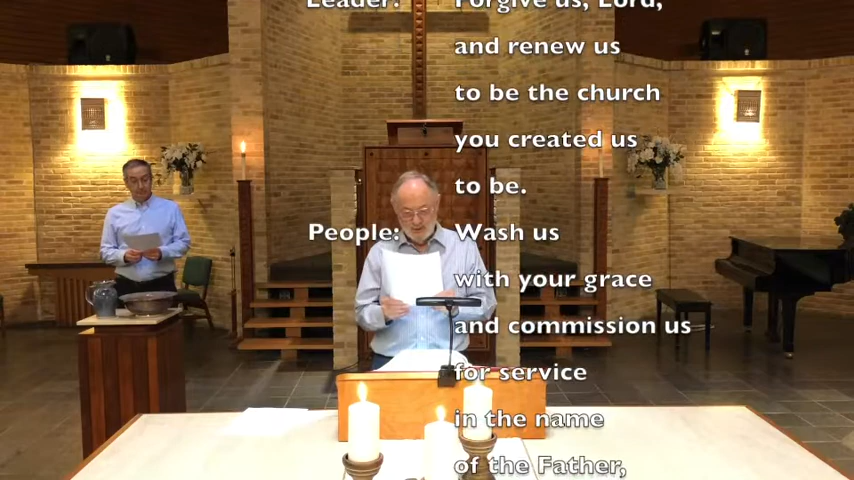 Leader: Forgive us, Lord,
and renew us
to be the church
you created us
to be.
People: Wash us
with your grace
and commission us
for service
in the name
of the Father,